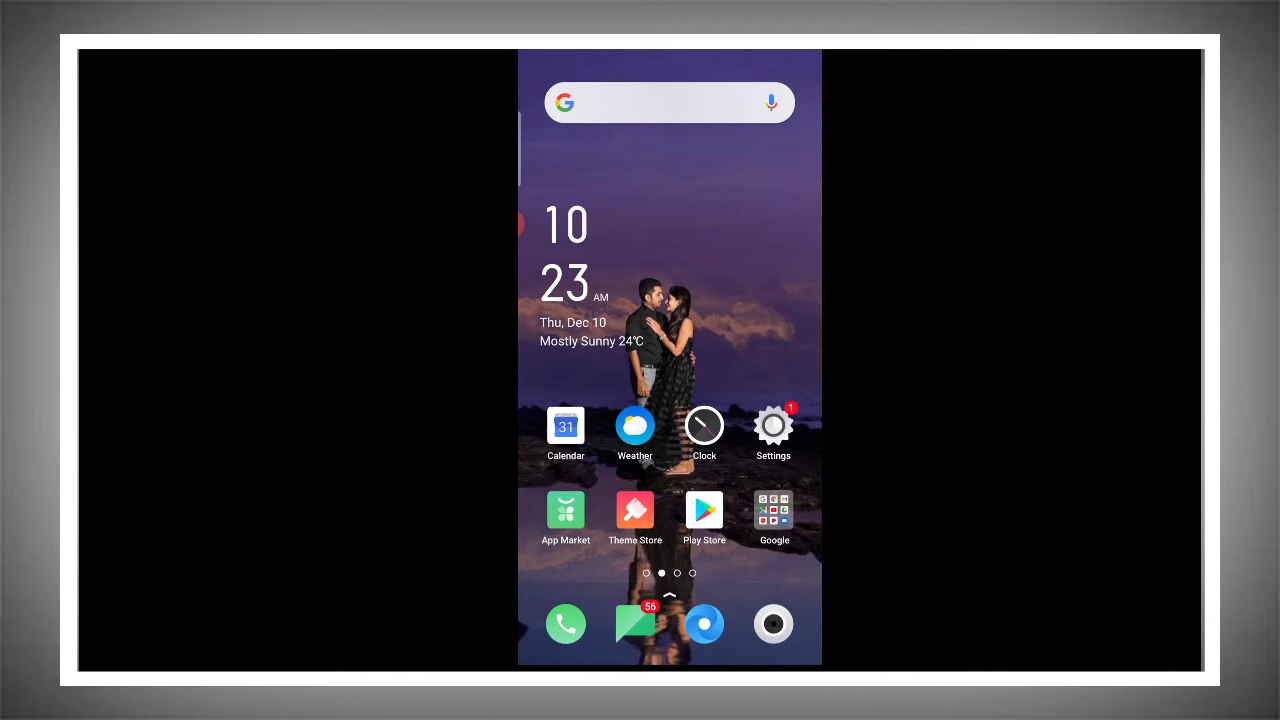 10
23 AM
Thu, Dec 10
Mostly Sunny 24°C
31
1
Calendar
Weather
Clock
Settings
App Market
Theme Store
Play Store
Google
56